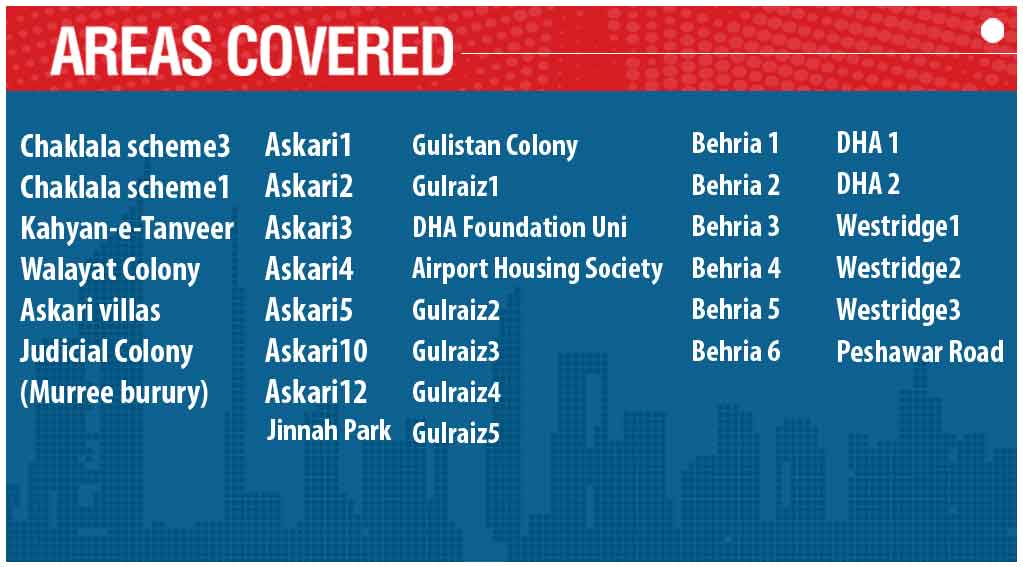 AREAS COVERED
Chaklala scheme3
Chaklala scheme1
Kahyan-e-Tanveer
Walayat Colony
Askari villas
Judicial Colony
(Murree burury)
Askari1
Askari2
Askari3
Askari4
Askari5
Askari10
Askari12
Jinnah Park
Gulistan Colony
Gulraiz1
DHA Foundation Uni
Airport Housing Society
Gulraiz2
Gulraiz3
Gulraiz4
Gulraiz5
Behria 1
Behria 2
Behria 3
Behria 4
Behria 5
Behria 6
DHA 1
DHA 2
Westridge1
Westridge2
Westridge3
Peshawar Road